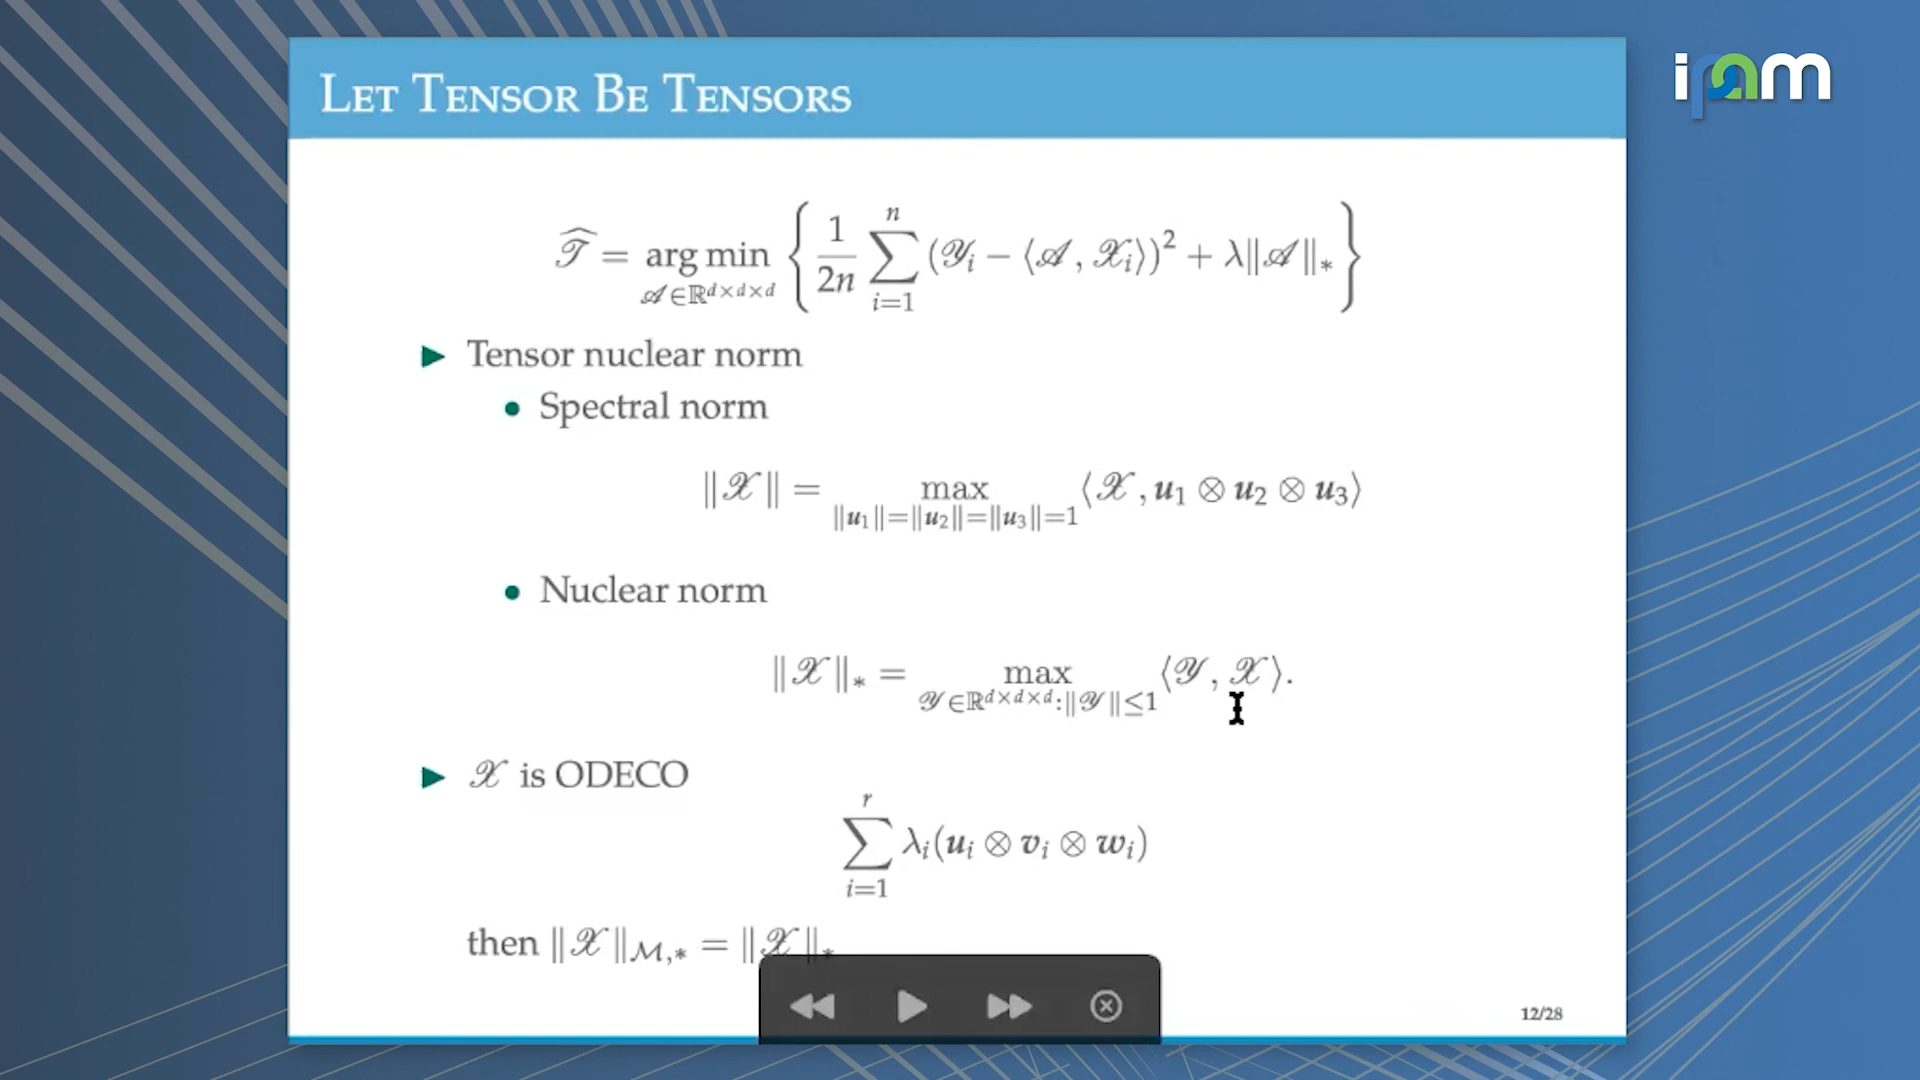 LET TENSOR BE TENSORS
ipam
𝒯̂ = arg min_{𝒜∈ℝ^{d×d×d}} { 1/2n ∑_{i=1}^{n} (𝒴_i − ⟨𝒜, 𝒳_i⟩)² + λ‖𝒜‖_* }
▶ Tensor nuclear norm
• Spectral norm
‖𝒳‖ = max_{‖u₁‖=‖u₂‖=‖u₃‖=1} ⟨𝒳, u₁ ⊗ u₂ ⊗ u₃⟩
• Nuclear norm
‖𝒳‖_* = max_{𝒴∈ℝ^{d×d×d}:‖𝒴‖≤1} ⟨𝒴, 𝒳⟩.
▶ 𝒳 is ODECO
∑_{i=1}^{r} λ_i(u_i ⊗ v_i ⊗ w_i)
then ‖𝒳‖_{ℳ,*} = ‖𝒳‖_*
12/28